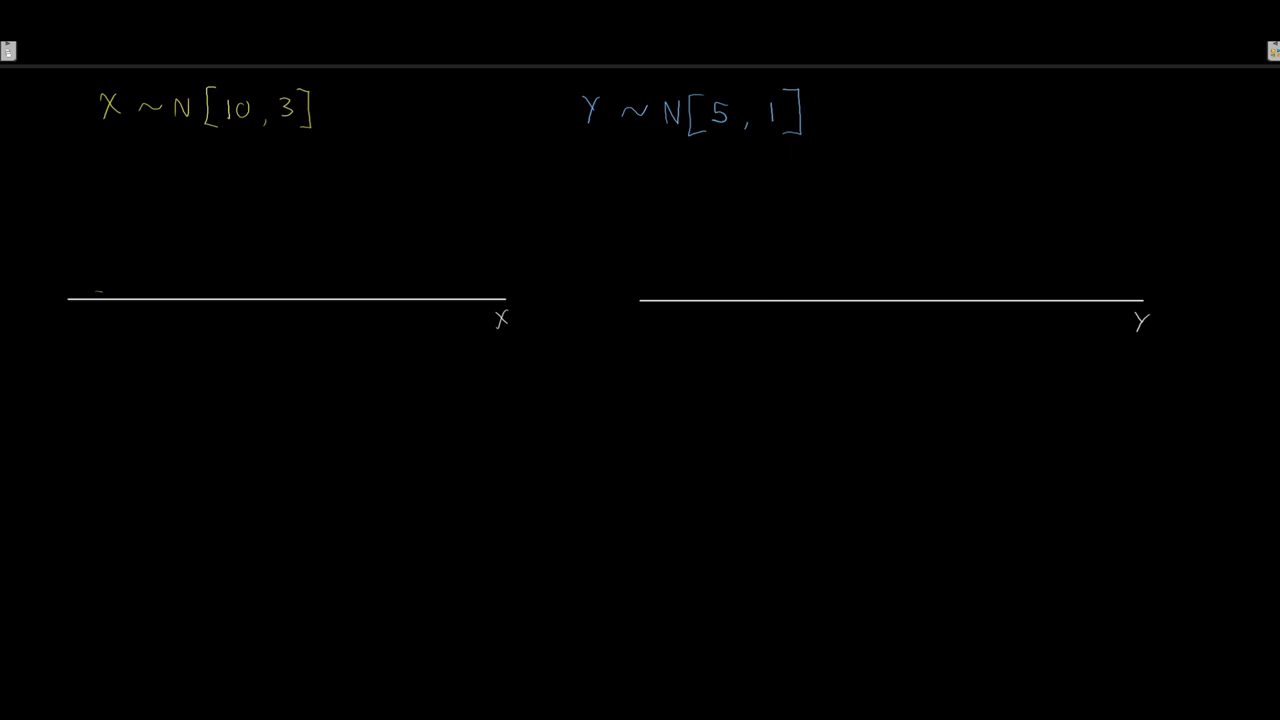 X ~ N[10, 3]
Y ~ N[5, 1]
X
Y